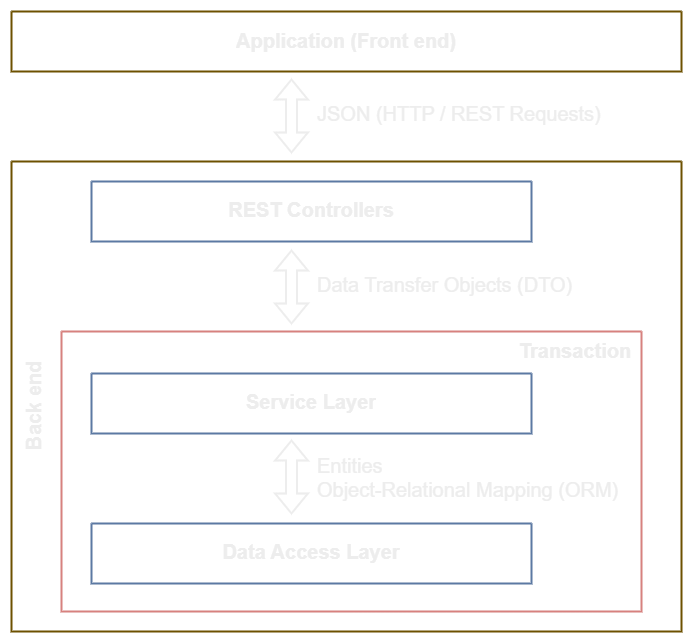 Application (Front end)
JSON (HTTP / REST Requests)
REST Controllers
Data Transfer Objects (DTO)
Transaction
Back end
Service Layer
Entities
Object-Relational Mapping (ORM)
Data Access Layer